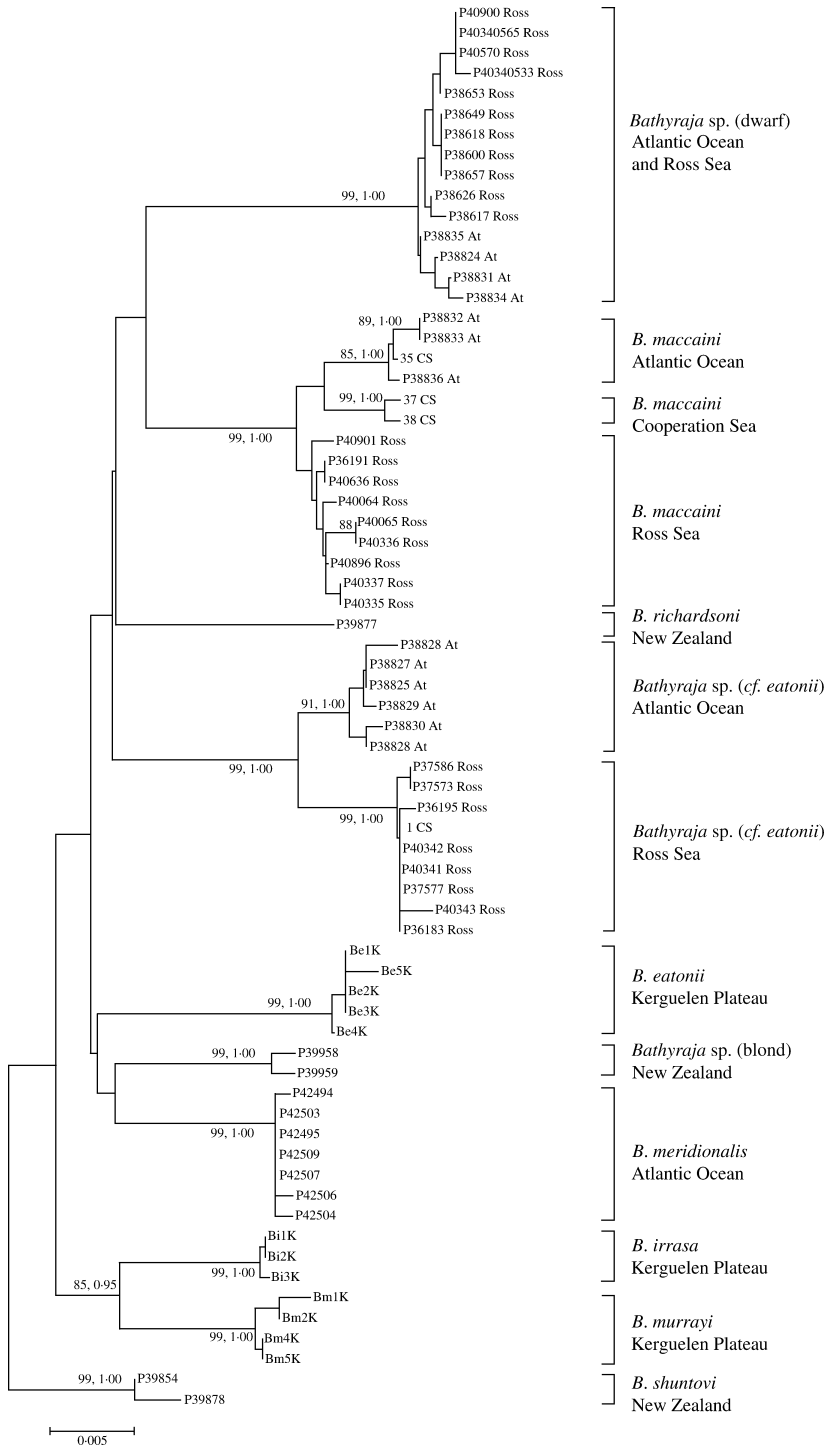 P40900 Ross
P40340565 Ross
P40570 Ross
P40340533 Ross
P38653 Ross
P38649 Ross
P38618 Ross
P38600 Ross
P38657 Ross
99, 1·00
P38626 Ross
P38617 Ross
P38835 At
P38824 At
P38831 At
P38834 At
Bathyraja sp. (dwarf)
Atlantic Ocean
and Ross Sea
89, 1·00
P38832 At
P38833 At
85, 1·00
35 CS
P38836 At
B. maccaini
Atlantic Ocean
99, 1·00
37 CS
38 CS
B. maccaini
Cooperation Sea
99, 1·00
P40901 Ross
P36191 Ross
P40636 Ross
P40064 Ross
88
P40065 Ross
P40336 Ross
P40896 Ross
P40337 Ross
P40335 Ross
B. maccaini
Ross Sea
P39877
B. richardsoni
New Zealand
P38828 At
P38827 At
P38825 At
91, 1·00
P38829 At
P38830 At
P38828 At
Bathyraja sp. (cf. eatonii)
Atlantic Ocean
99, 1·00
P37586 Ross
P37573 Ross
99, 1·00
P36195 Ross
1 CS
P40342 Ross
P40341 Ross
P37577 Ross
P40343 Ross
P36183 Ross
Bathyraja sp. (cf. eatonii)
Ross Sea
Be1K
Be5K
Be2K
99, 1·00
Be3K
Be4K
B. eatonii
Kerguelen Plateau
99, 1·00
P39958
P39959
Bathyraja sp. (blond)
New Zealand
P42494
P42503
99, 1·00
P42495
P42509
P42507
P42506
P42504
B. meridionalis
Atlantic Ocean
85, 0·95
Bi1K
Bi2K
99, 1·00
Bi3K
B. irrasa
Kerguelen Plateau
Bm1K
Bm2K
99, 1·00
Bm4K
Bm5K
B. murrayi
Kerguelen Plateau
99, 1·00
P39854
P39878
B. shuntovi
New Zealand
0·005